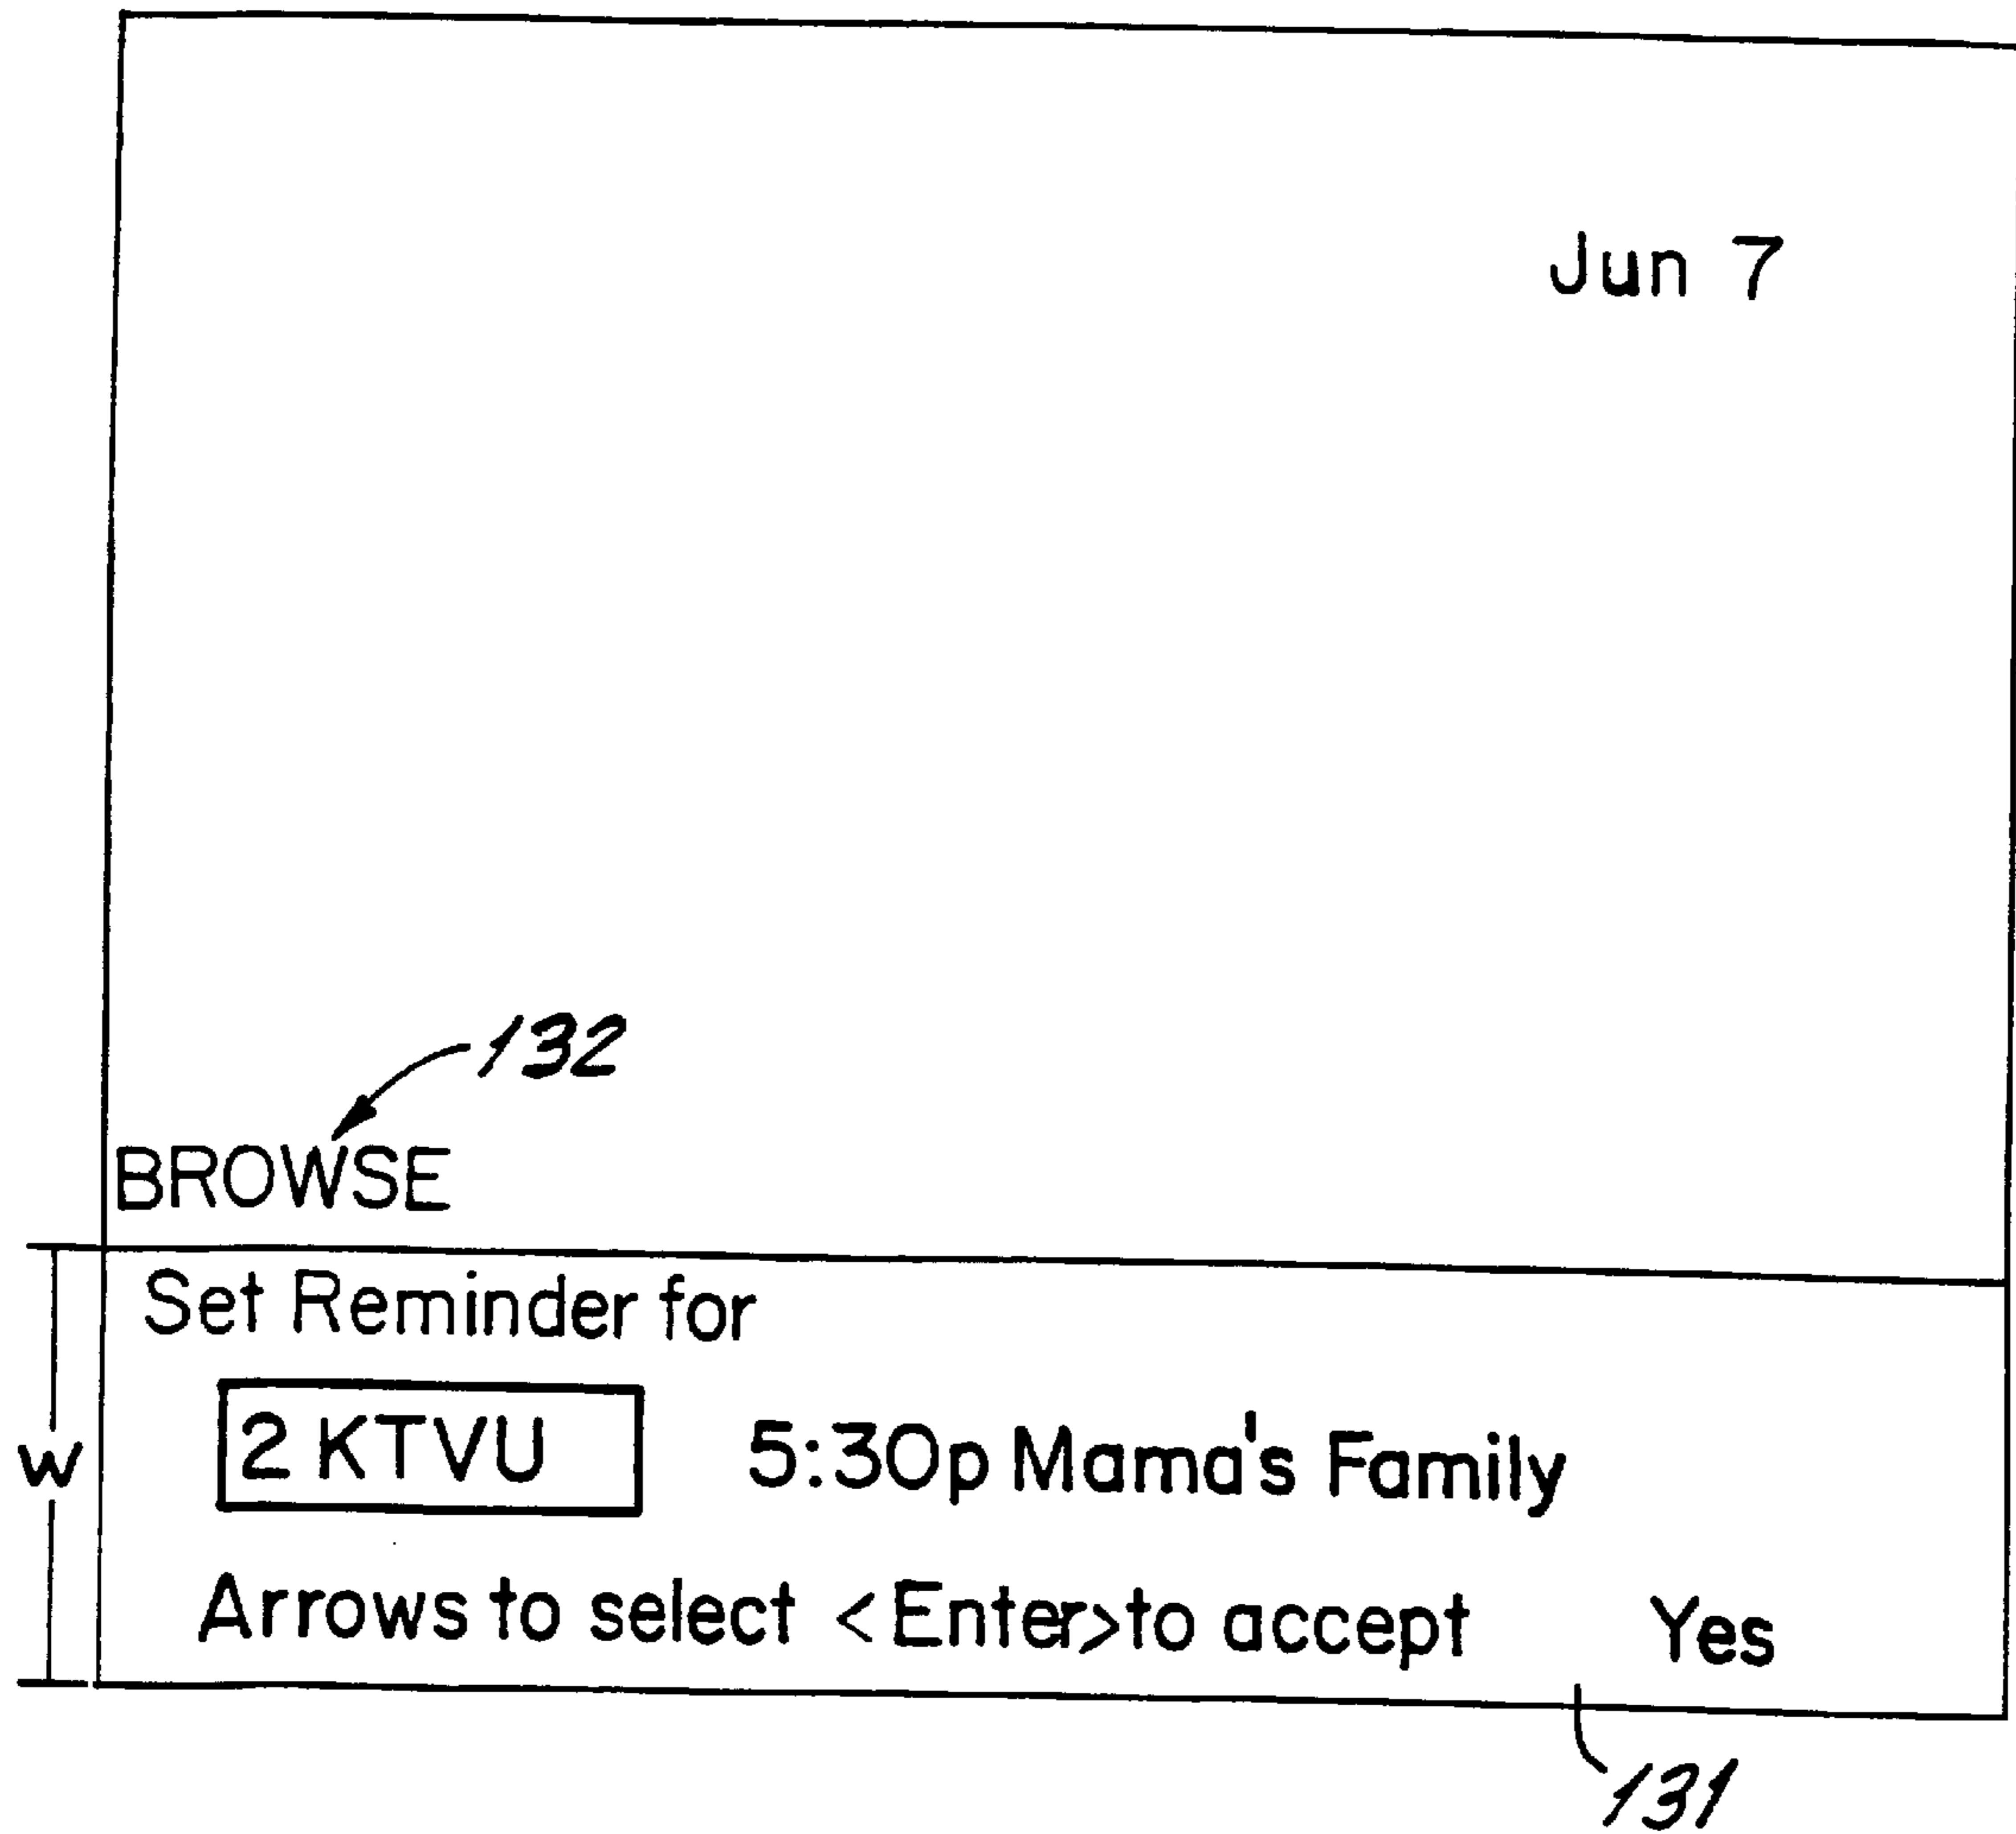 Jun 7
132
BROWSE
Set Reminder for
w
2 KTVU 5:30p Mama's Family
Arrows to select <Enter> to accept Yes
131